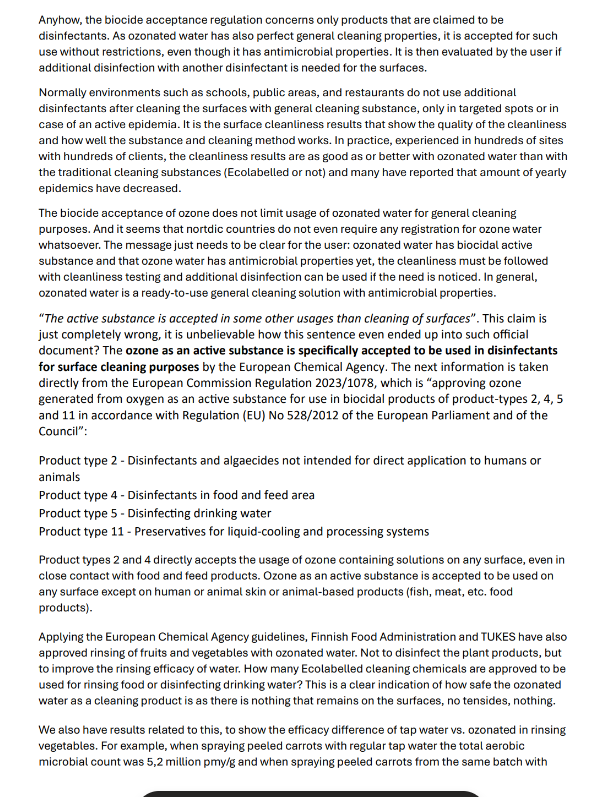 Anyhow, the biocide acceptance regulation concerns only products that are claimed to be
disinfectants. As ozonated water has also perfect general cleaning properties, it is accepted for such
use without restrictions, even though it has antimicrobial properties. It is then evaluated by the user if
additional disinfection with another disinfectant is needed for the surfaces.
Normally environments such as schools, public areas, and restaurants do not use additional
disinfectants after cleaning the surfaces with general cleaning substance, only in targeted spots or in
case of an active epidemia. It is the surface cleanliness results that show the quality of the cleanliness
and how well the substance and cleaning method works. In practice, experienced in hundreds of sites
with hundreds of clients, the cleanliness results are as good as or better with ozonated water than with
the traditional cleaning substances (Ecolabelled or not) and many have reported that amount of yearly
epidemics have decreased.
The biocide acceptance of ozone does not limit usage of ozonated water for general cleaning
purposes. And it seems that nortdic countries do not even require any registration for ozone water
whatsoever. The message just needs to be clear for the user: ozonated water has biocidal active
substance and that ozone water has antimicrobial properties yet, the cleanliness must be followed
with cleanliness testing and additional disinfection can be used if the need is noticed. In general,
ozonated water is a ready-to-use general cleaning solution with antimicrobial properties.
“The active substance is accepted in some other usages than cleaning of surfaces”. This claim is
just completely wrong, it is unbelievable how this sentence even ended up into such official
document? The ozone as an active substance is specifically accepted to be used in disinfectants
for surface cleaning purposes by the European Chemical Agency. The next information is taken
directly from the European Commission Regulation 2023/1078, which is “approving ozone
generated from oxygen as an active substance for use in biocidal products of product-types 2, 4, 5
and 11 in accordance with Regulation (EU) No 528/2012 of the European Parliament and of the
Council”:
Product type 2 - Disinfectants and algaecides not intended for direct application to humans or
animals
Product type 4 - Disinfectants in food and feed area
Product type 5 - Disinfecting drinking water
Product type 11 - Preservatives for liquid-cooling and processing systems
Product types 2 and 4 directly accepts the usage of ozone containing solutions on any surface, even in
close contact with food and feed products. Ozone as an active substance is accepted to be used on
any surface except on human or animal skin or animal-based products (fish, meat, etc. food
products).
Applying the European Chemical Agency guidelines, Finnish Food Administration and TUKES have also
approved rinsing of fruits and vegetables with ozonated water. Not to disinfect the plant products, but
to improve the rinsing efficacy of water. How many Ecolabelled cleaning chemicals are approved to be
used for rinsing food or disinfecting drinking water? This is a clear indication of how safe the ozonated
water as a cleaning product is as there is nothing that remains on the surfaces, no tensides, nothing.
We also have results related to this, to show the efficacy difference of tap water vs. ozonated in rinsing
vegetables. For example, when spraying peeled carrots with regular tap water the total aerobic
microbial count was 5,2 million pmy/g and when spraying peeled carrots from the same batch with